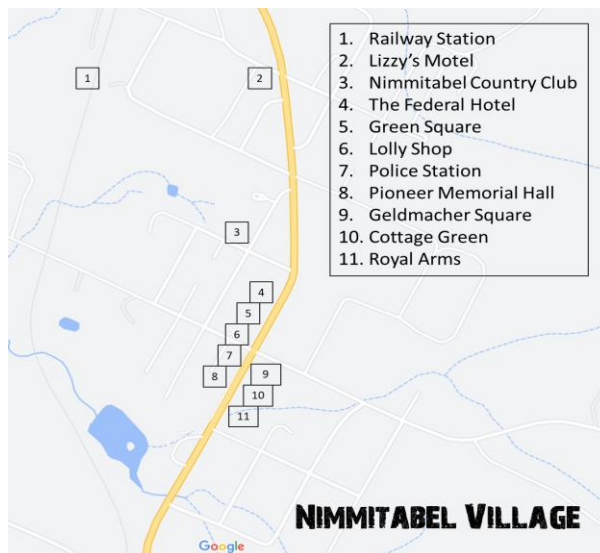 1. Railway Station
2. Lizzy's Motel
3. Nimmitabel Country Club
4. The Federal Hotel
5. Green Square
6. Lolly Shop
7. Police Station
8. Pioneer Memorial Hall
9. Geldmacher Square
10. Cottage Green
11. Royal Arms
1
2
3
4
5
6
7
8
9
10
11
NIMMITABEL VILLAGE
Google